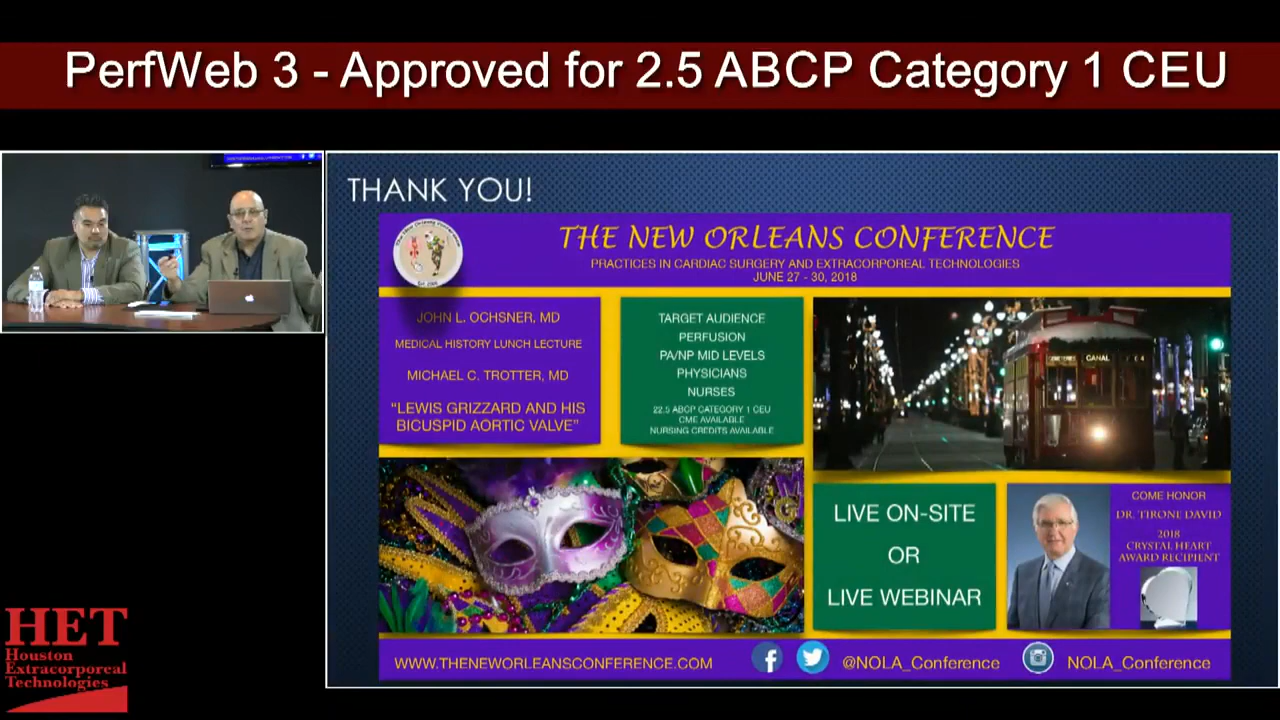 PerfWeb 3 - Approved for 2.5 ABCP Category 1 CEU
THANK YOU!
THE NEW ORLEANS CONFERENCE
PRACTICES IN CARDIAC SURGERY AND EXTRACORPOREAL TECHNOLOGIES
JUNE 27 - 30, 2018
JOHN L. OCHSNER, MD
MEDICAL HISTORY LUNCH LECTURE
MICHAEL C. TROTTER, MD
“LEWIS GRIZZARD AND HIS
BICUSPID AORTIC VALVE”
TARGET AUDIENCE
PERFUSION
PA/NP MID LEVELS
PHYSICIANS
NURSES
22.5 ABCP CATEGORY 1 CEU
CME AVAILABLE
NURSING CREDITS AVAILABLE
CANAL
LIVE ON-SITE
OR
LIVE WEBINAR
COME HONOR
DR. TIRONE DAVID
2018
CRYSTAL HEART
AWARD RECIPIENT
WWW.THENEWORLEANSCONFERENCE.COM
@NOLA_Conference
NOLA_Conference
HET
Houston
Extracorporeal
Technologies